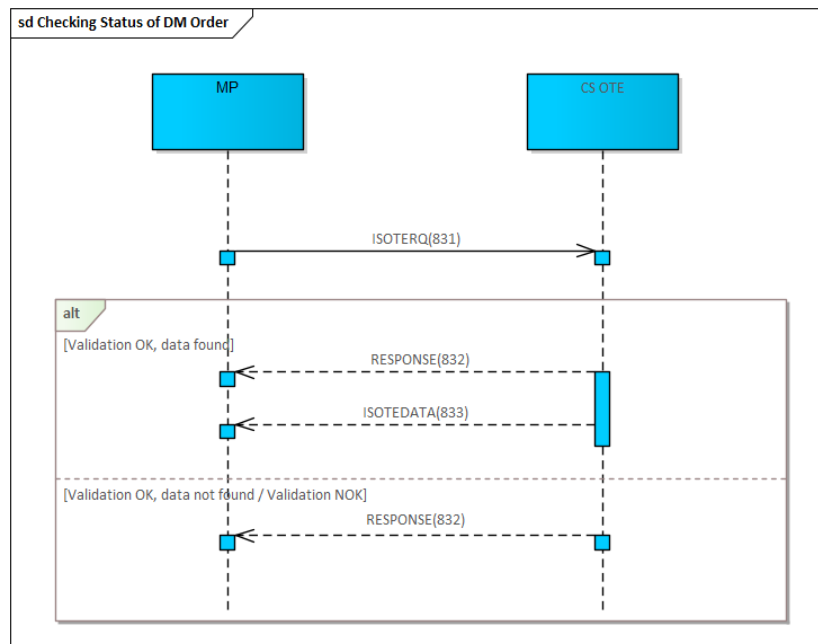 sd Checking Status of DM Order
MP
CS OTE
ISOTERQ(831)
alt
[Validation OK, data found]
RESPONSE(832)
ISOTEDATA(833)
[Validation OK, data not found / Validation NOK]
RESPONSE(832)